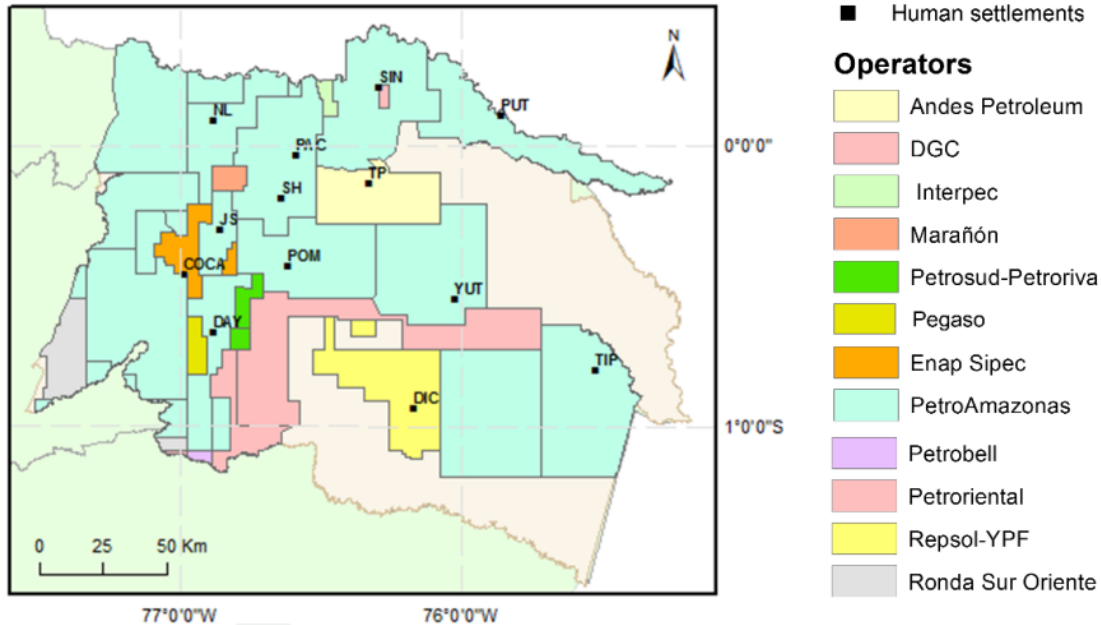 Human settlements
N
Operators
SIN
Andes Petroleum
PUT
NL
DGC
PAC
0°0'0"
TP
Interpec
SH
JS
Marañón
POM
COCA
Petrosud-Petroriva
YUT
DAY
Pegaso
TIP
Enap Sipec
DIC
PetroAmazonas
1°0'0"S
Petrobell
Petroriental
0 25 50 Km
Repsol-YPF
Ronda Sur Oriente
77°0'0"W 76°0'0"W